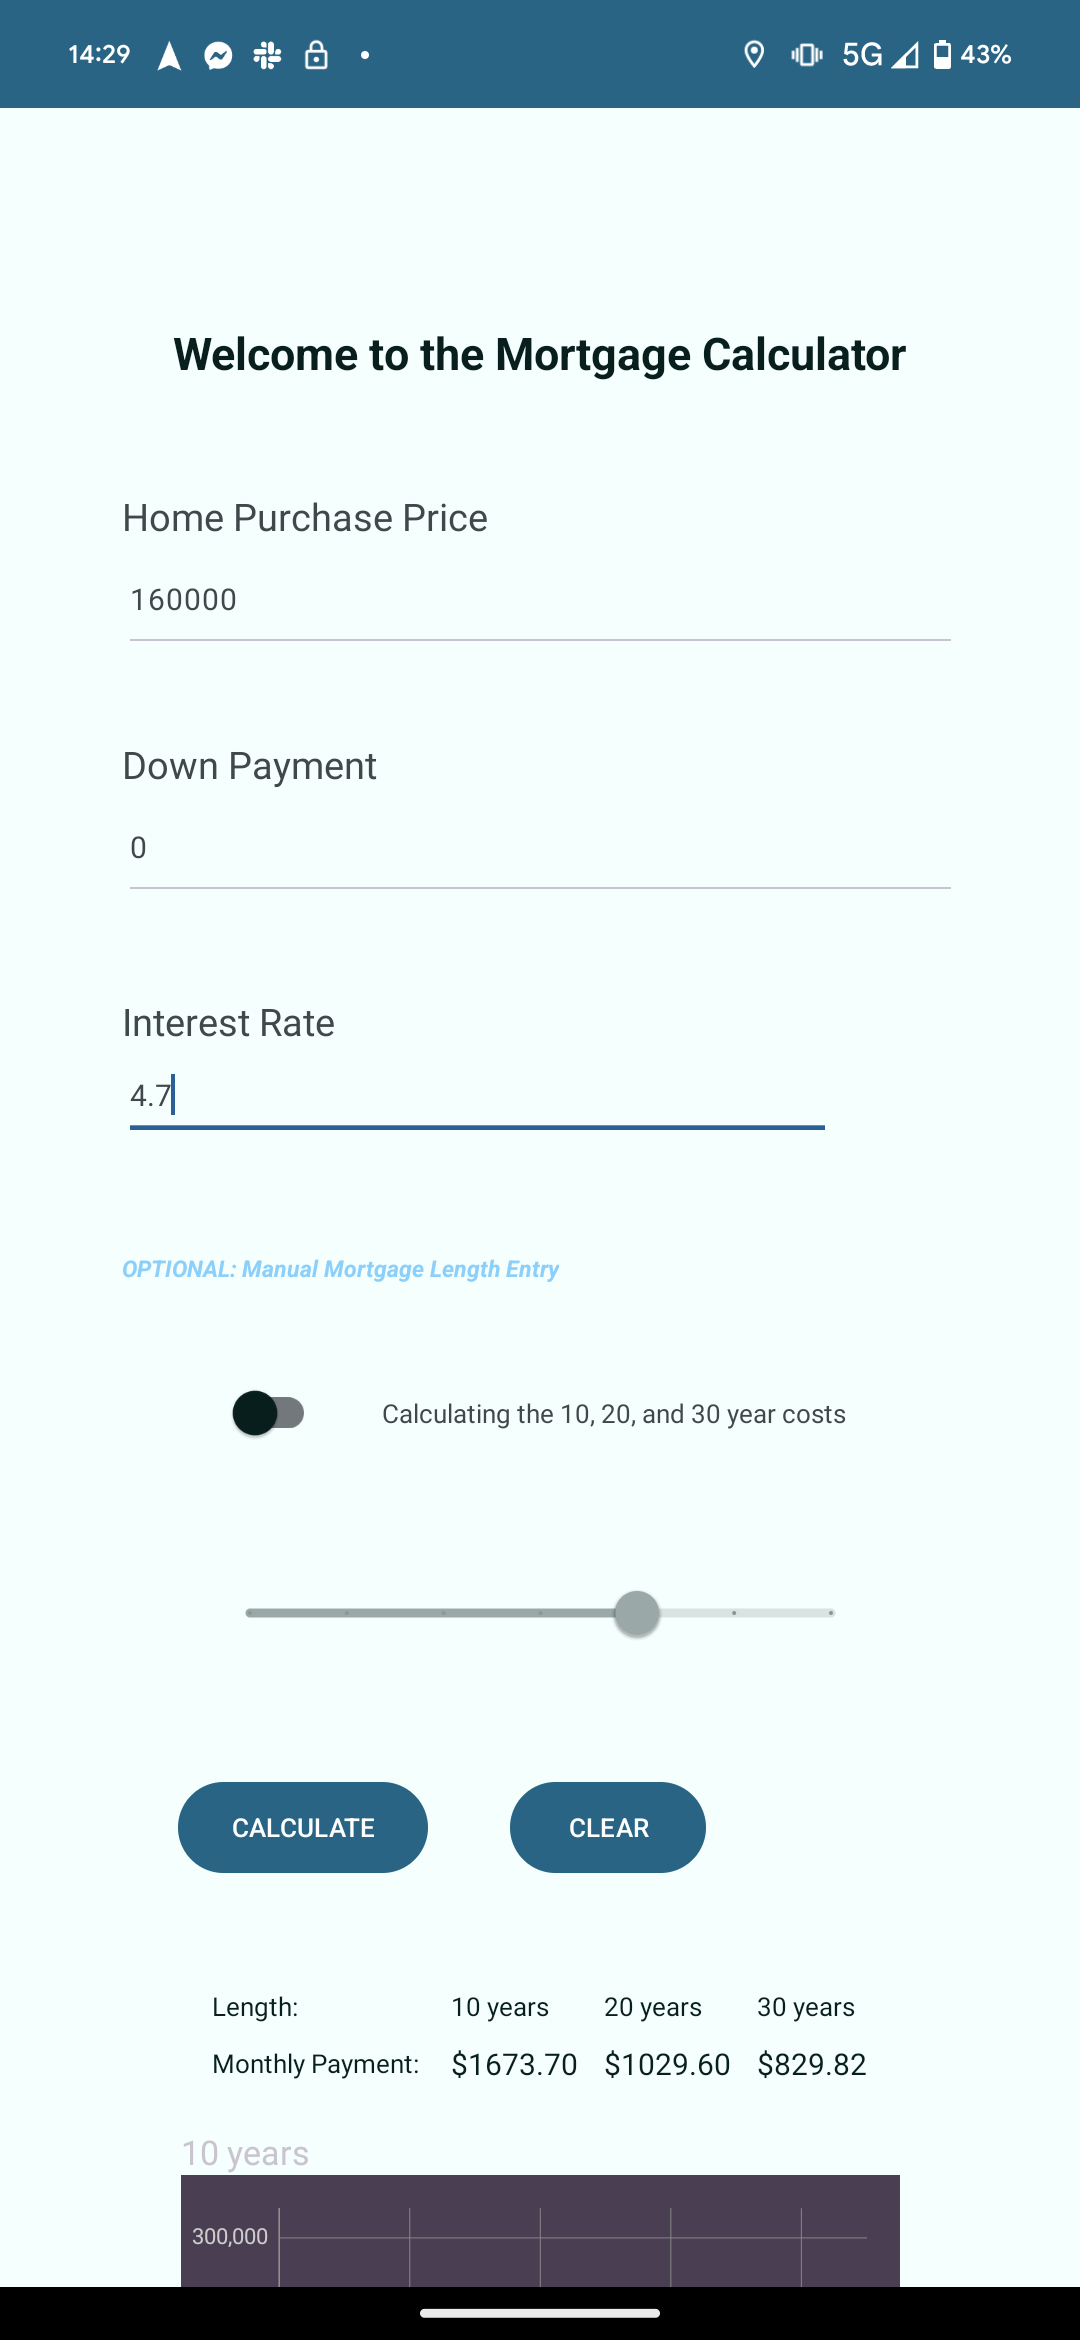 14:29 5G 43%
Welcome to the Mortgage Calculator
Home Purchase Price
160000
Down Payment
0
Interest Rate
4.7
OPTIONAL: Manual Mortgage Length Entry
Calculating the 10, 20, and 30 year costs
CALCULATE CLEAR
Length: 10 years 20 years 30 years
Monthly Payment: $1673.70 $1029.60 $829.82
10 years
300,000